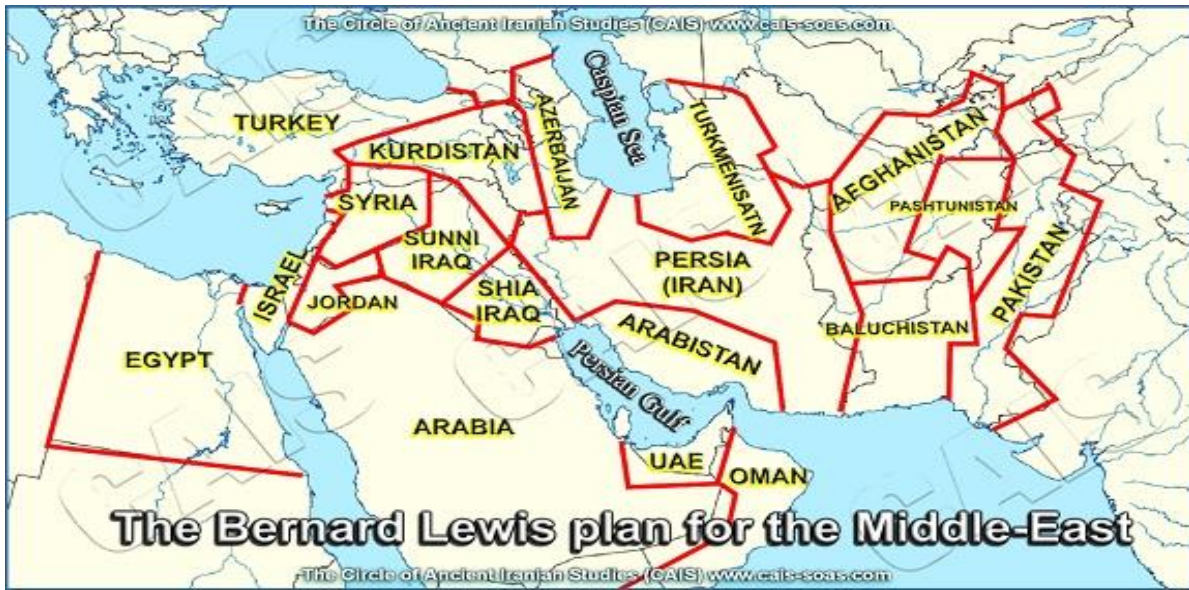 The Circle of Ancient Iranian Studies (CAIS) www.cais-soas.com
Caspian Sea
TURKEY
KURDISTAN
AZERBAIJAN
TURKMENISATN
AEGHANISTAN
SYRIA
PASHTUNISTAN
SUNNI
IRAQ
PERSIA
(IRAN)
PAKISTAN
ISRAEL
JORDAN
SHIA
IRAQ
ARABISTAN
BALUCHISTAN
EGYPT
Persian Gulf
ARABIA
UAE
OMAN
The Bernard Lewis plan for the Middle-East
The Circle of Ancient Iranian Studies (CAIS) www.cais-soas.com